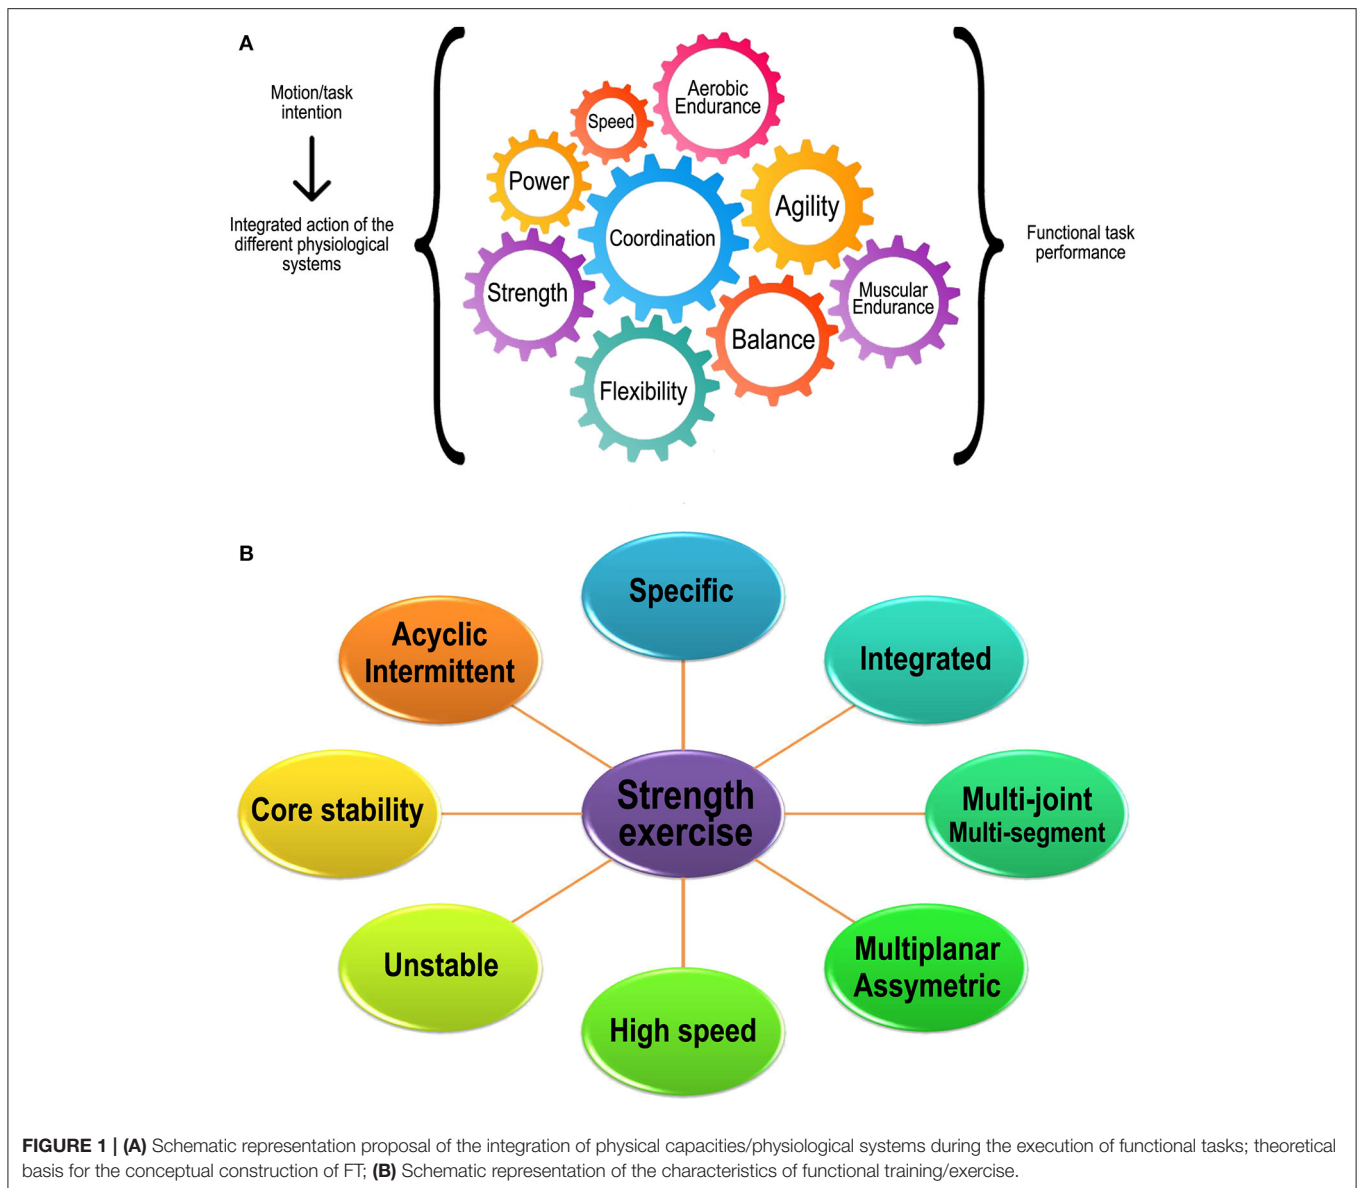 A
Motion/task
intention
Integrated action of the
different physiological
systems
Aerobic
Endurance
Speed
Power
Agility
Coordination
Strength
Muscular
Endurance
Balance
Flexibility
Functional task
performance
B
Specific
Acyclic
Intermittent
Integrated
Core stability
Strength
exercise
Multi-joint
Multi-segment
Unstable
Multiplanar
Assymetric
High speed
FIGURE 1 | (A) Schematic representation proposal of the integration of physical capacities/physiological systems during the execution of functional tasks; theoretical
basis for the conceptual construction of FT; (B) Schematic representation of the characteristics of functional training/exercise.